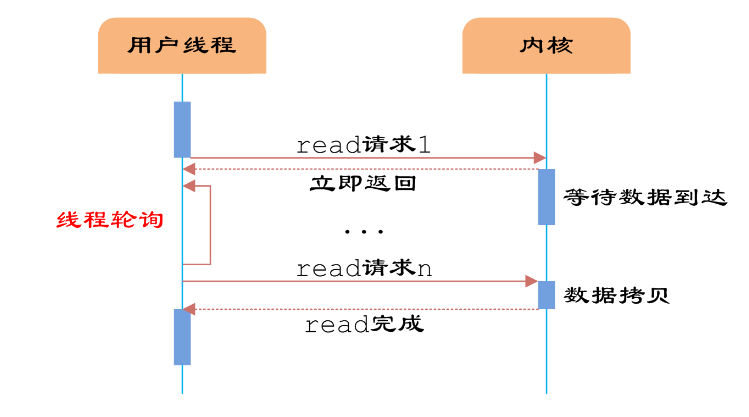 用户线程
内核
read请求1
立即返回
等待数据到达
线程轮询
...
read请求n
数据拷贝
read完成